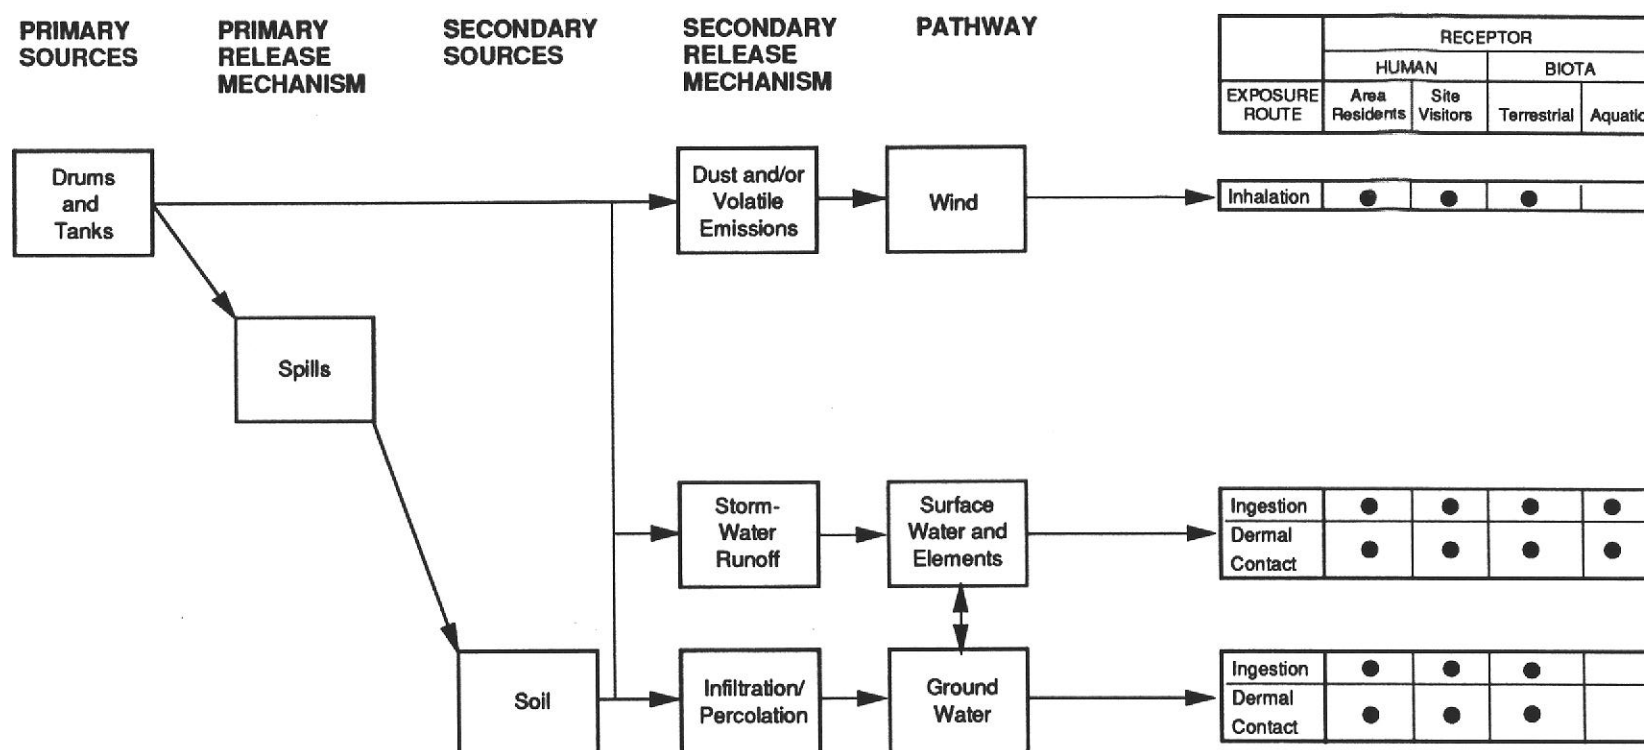 PRIMARY
SOURCES
PRIMARY
RELEASE
MECHANISM
SECONDARY
SOURCES
SECONDARY
RELEASE
MECHANISM
PATHWAY
RECEPTOR
HUMAN
BIOTA
EXPOSURE
ROUTE
Area
Residents
Site
Visitors
Terrestrial
Aquatic
Drums
and
Tanks
Dust and/or
Volatile
Emissions
Wind
Inhalation
Spills
Storm-
Water
Runoff
Surface
Water and
Elements
Ingestion
Dermal
Contact
Soil
Infiltration/
Percolation
Ground
Water
Ingestion
Dermal
Contact